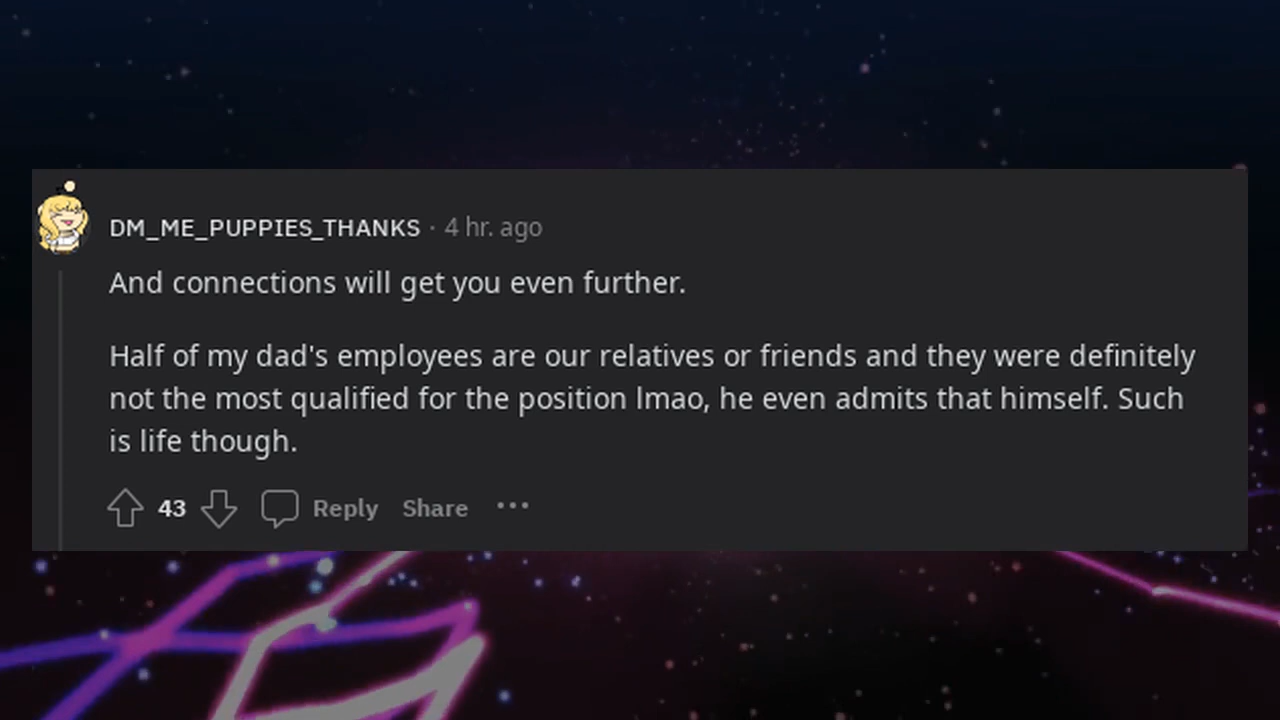 DM_ME_PUPPIES_THANKS · 4 hr. ago
And connections will get you even further.
Half of my dad's employees are our relatives or friends and they were definitely
not the most qualified for the position lmao, he even admits that himself. Such
is life though.
43 Reply Share ···